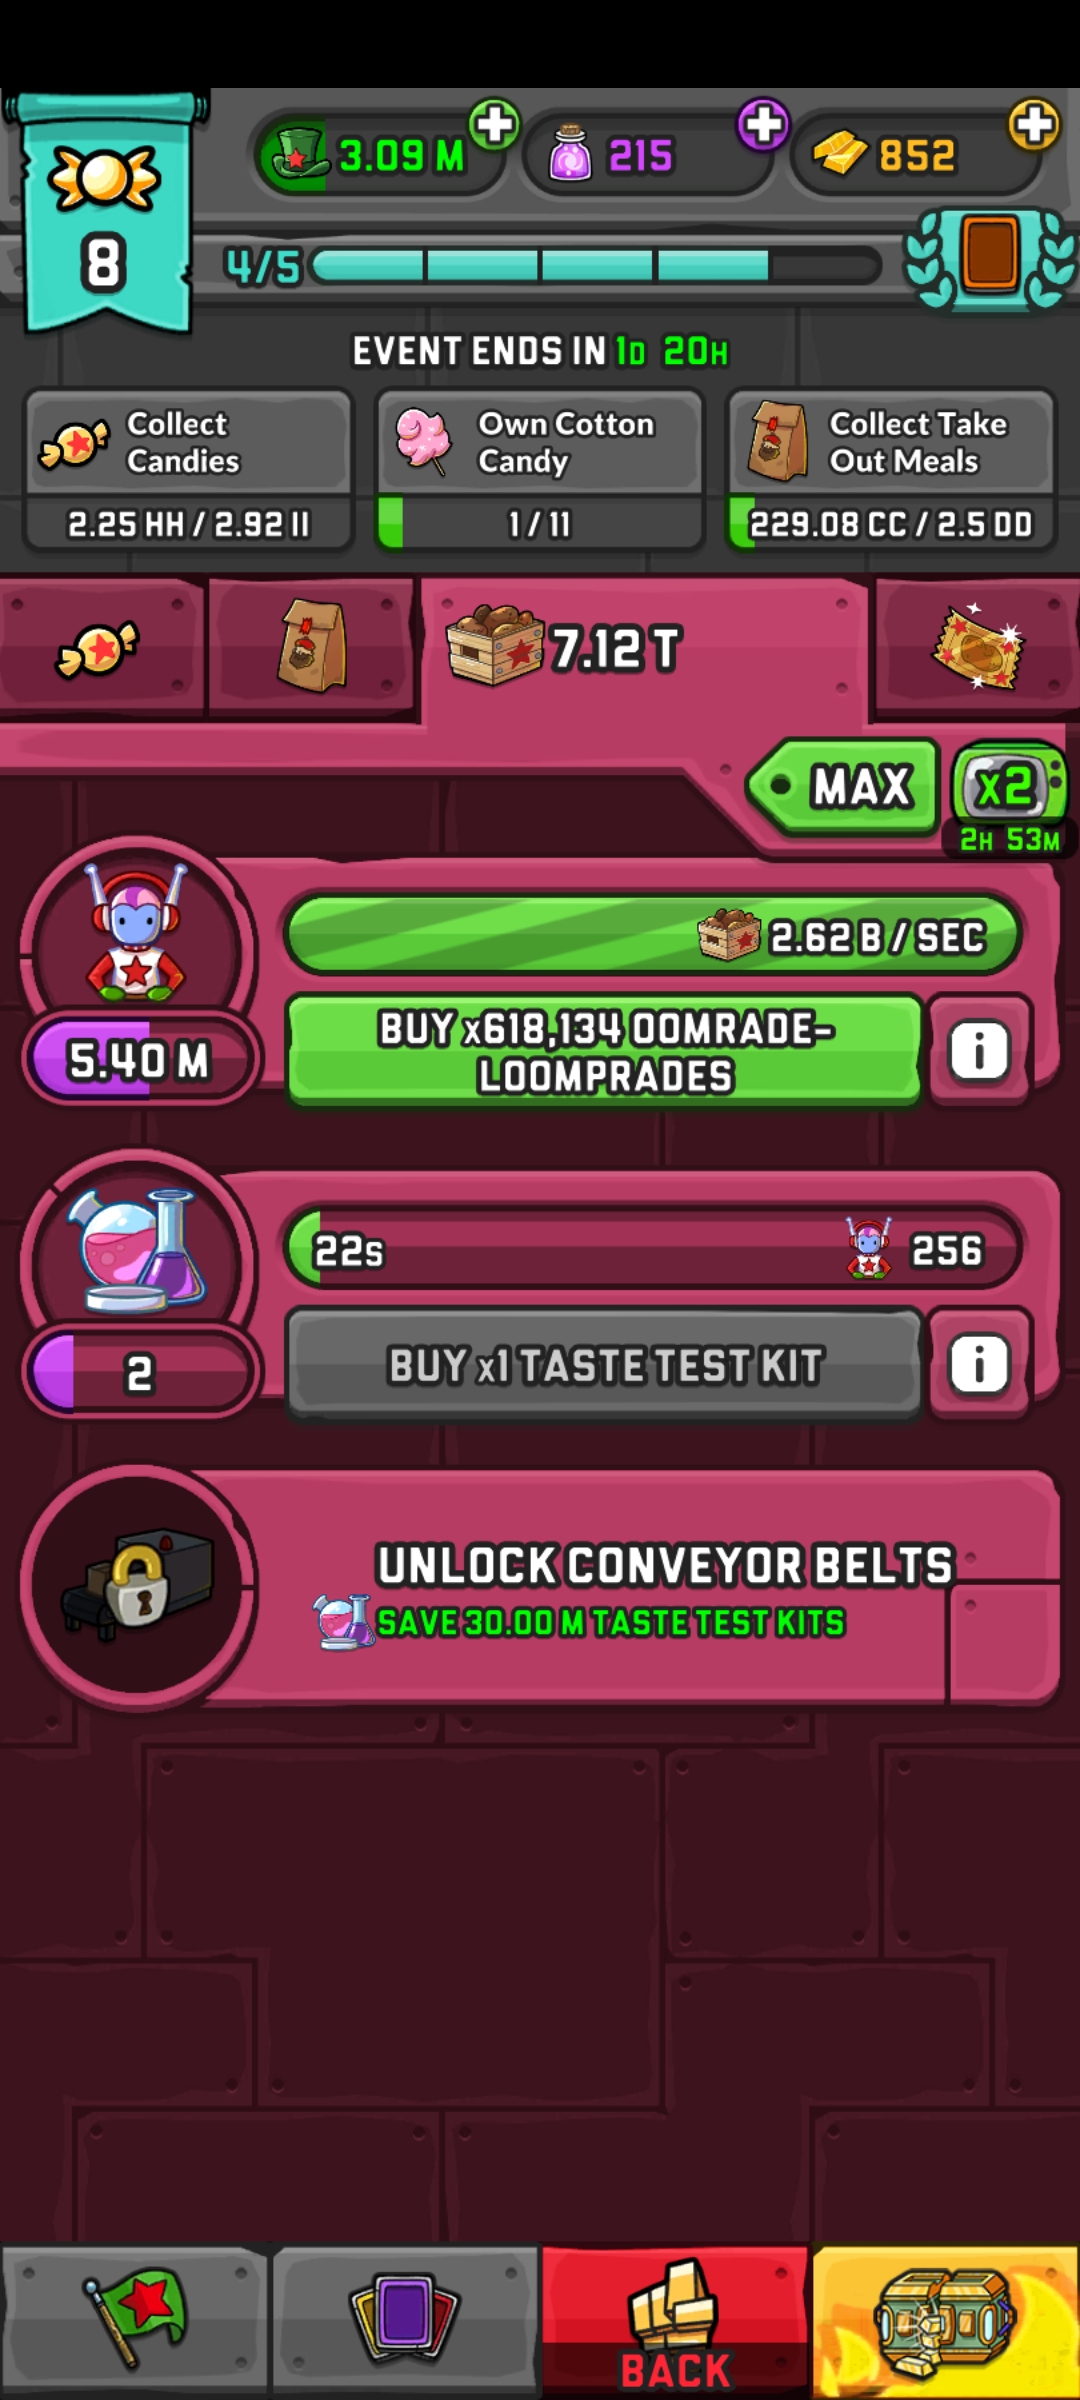 3.09 M
215
852
8
4/5
EVENT ENDS IN 1D 20H
Collect
Candies
2.25 HH / 2.92 II
Own Cotton
Candy
1 / 11
Collect Take
Out Meals
229.08 CC / 2.5 DD
7.12 T
MAX
x2
2H 53M
2.62 B / SEC
5.40 M
BUY x618,134 OOMRADE-
LOOMPRADES
i
22s
256
2
BUY x1 TASTE TEST KIT
i
UNLOCK CONVEYOR BELTS
SAVE 30.00 M TASTE TEST KITS
BACK